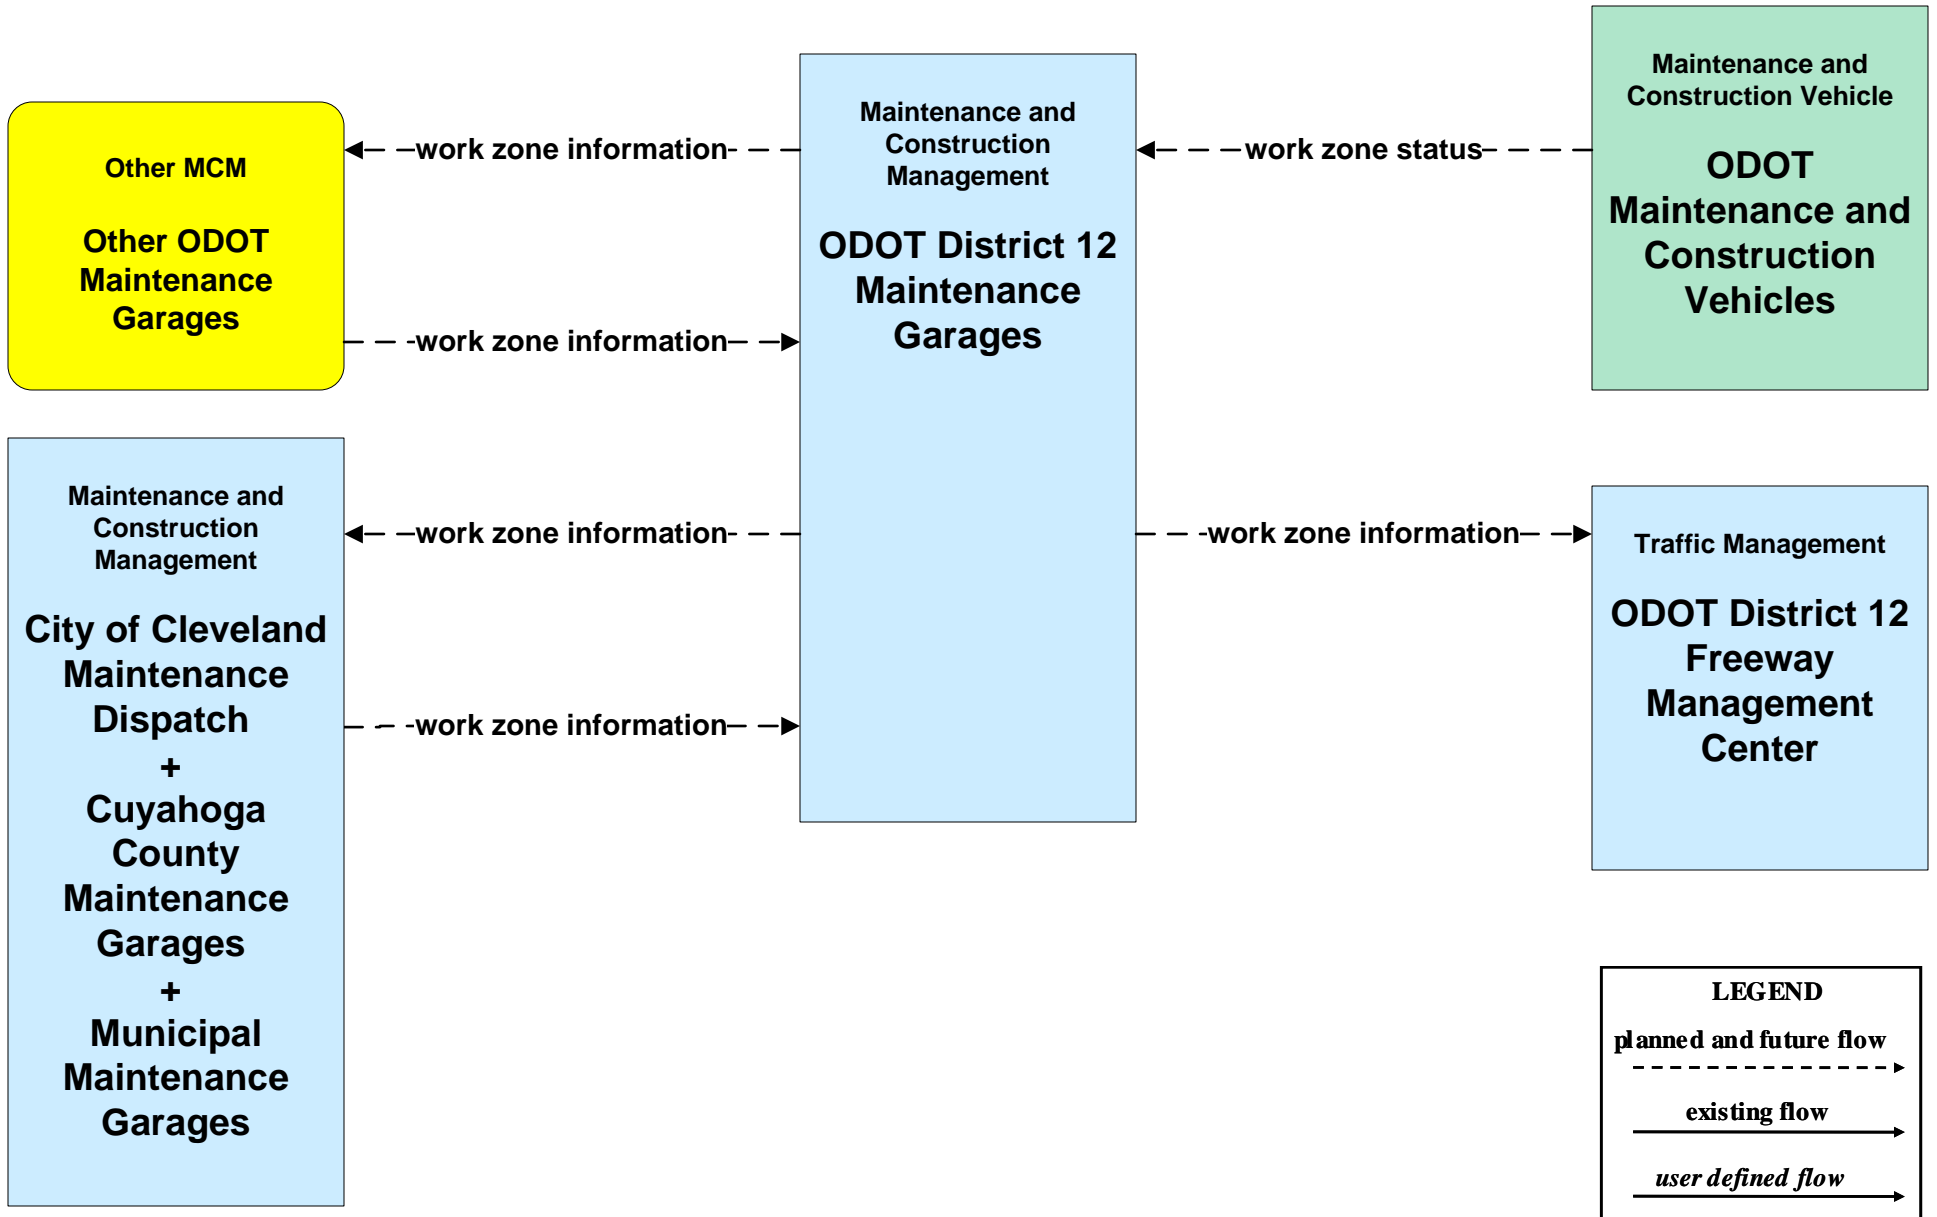 Other MCM
Other ODOT
Maintenance
Garages
work zone information
work zone information
Maintenance and
Construction
Management
City of Cleveland
Maintenance
Dispatch
+
Cuyahoga
County
Maintenance
Garages
+
Municipal
Maintenance
Garages
work zone information
work zone information
Maintenance and
Construction
Management
ODOT District 12
Maintenance
Garages
work zone status
work zone information
Maintenance and
Construction Vehicle
ODOT
Maintenance and
Construction
Vehicles
Traffic Management
ODOT District 12
Freeway
Management
Center
LEGEND
planned and future flow
existing flow
user defined flow